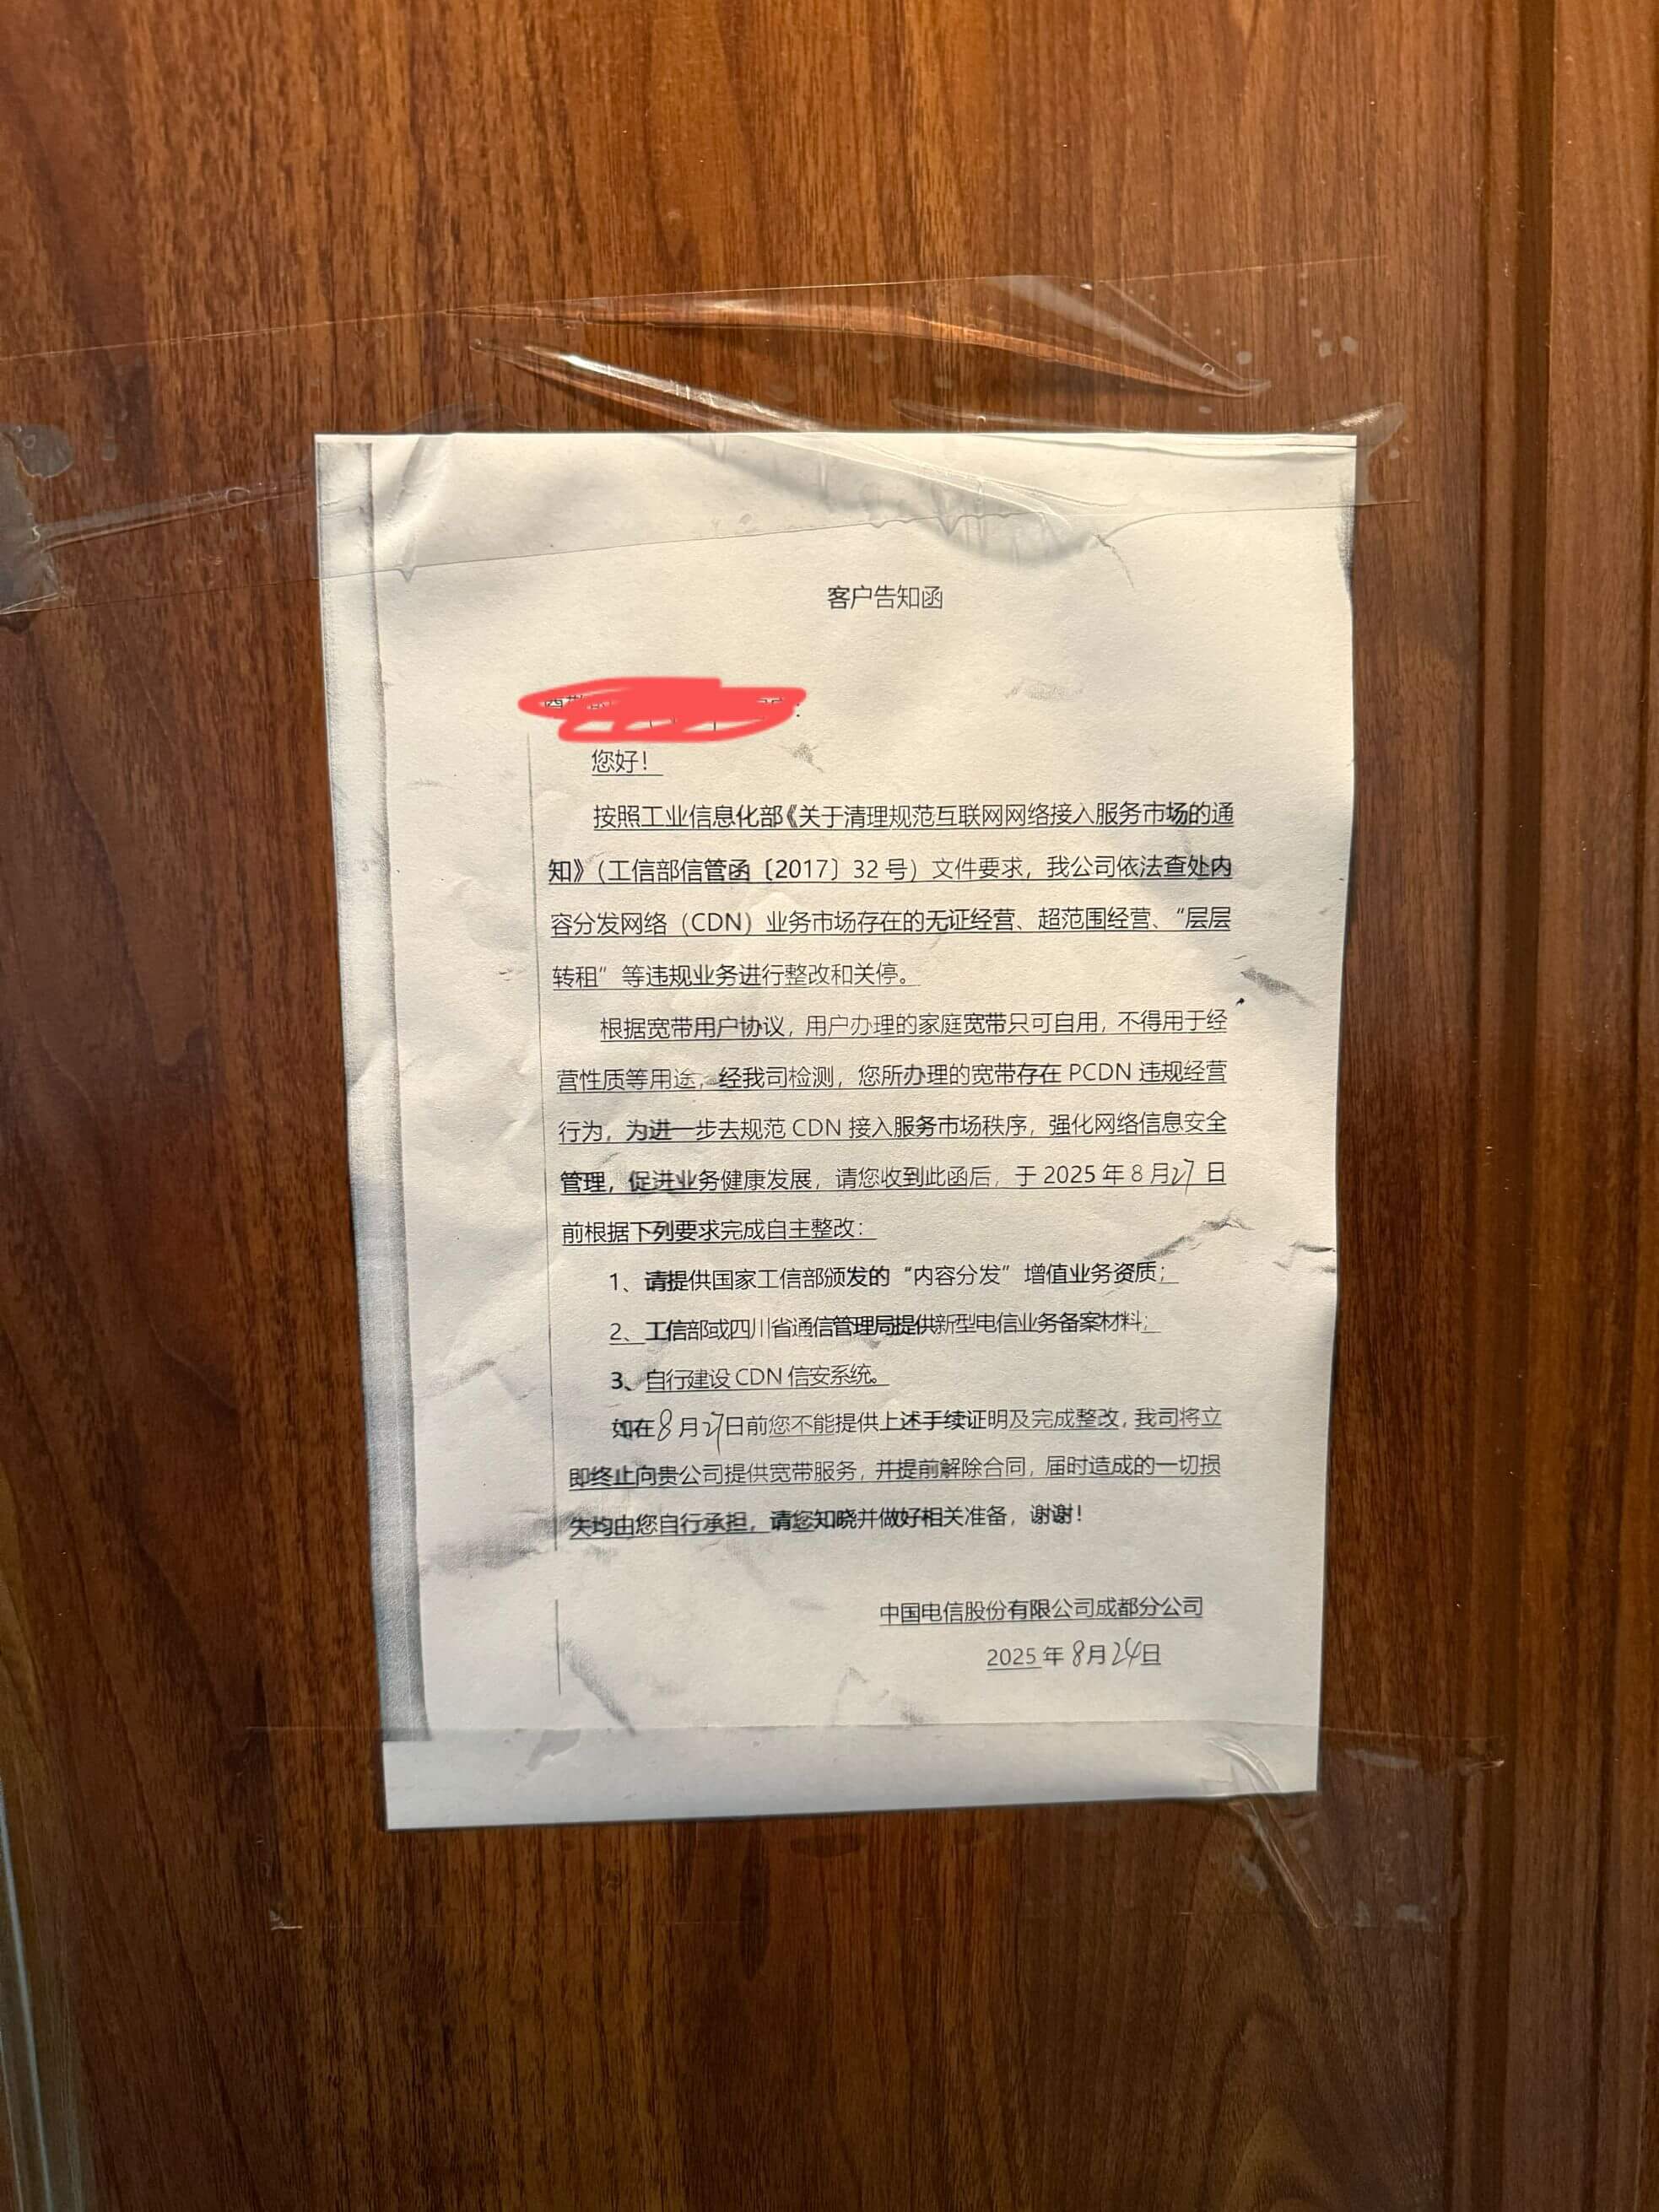 客户告知函
您好！
按照工业信息化部《关于清理规范互联网网络接入服务市场的通
知》（工信部信管函〔2017〕32 号）文件要求，我公司依法查处内
容分发网络（CDN）业务市场存在的无证经营、超范围经营、“层层
转租”等违规业务进行整改和关停。
根据宽带用户协议，用户办理的家庭宽带只可自用，不得用于经
营性质等用途，经我司检测，您所办理的宽带存在 PCDN 违规经营
行为，为进一步去规范 CDN 接入服务市场秩序，强化网络信息安全
管理，促进业务健康发展，请您收到此函后，于 2025 年 8 月27 日
前根据下列要求完成自主整改：
1、请提供国家工信部颁发的“内容分发”增值业务资质；
2、工信部或四川省通信管理局提供新型电信业务备案材料；
3、自行建设 CDN 信安系统。
如在8月27日前您不能提供上述手续证明及完成整改，我司将立
即终止向贵公司提供宽带服务，并提前解除合同，届时造成的一切损
失均由您自行承担，请您知晓并做好相关准备，谢谢！
中国电信股份有限公司成都分公司
2025 年 8月24日